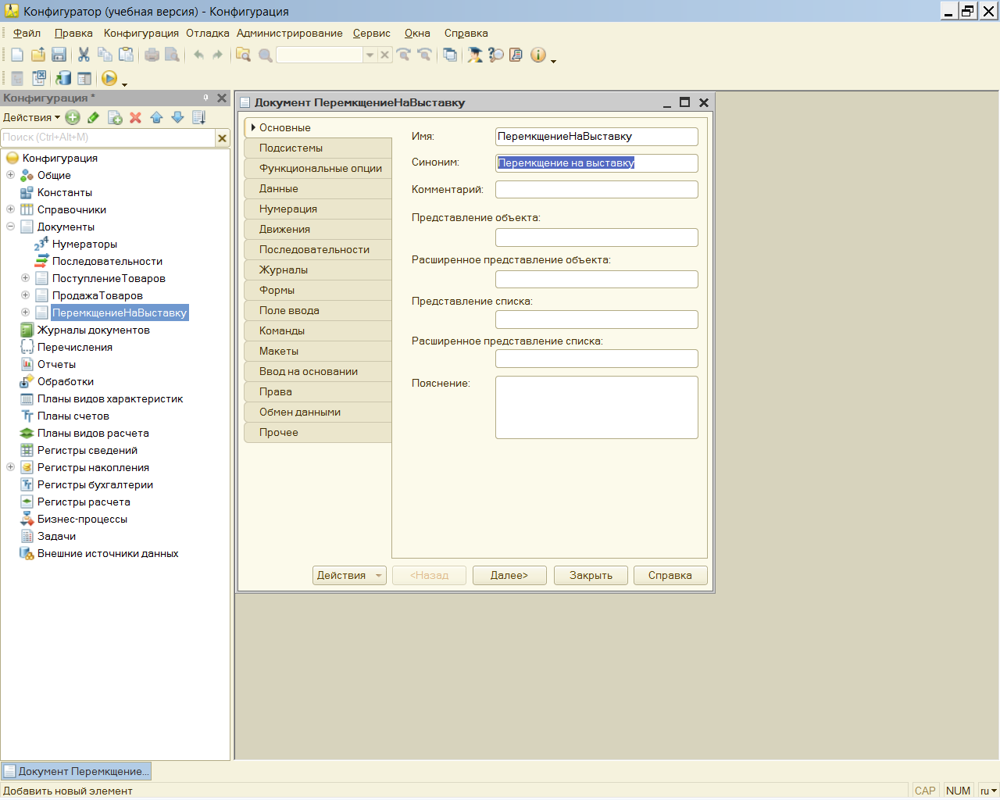 Конфигуратор (учебная версия) - Конфигурация
Файл Правка Конфигурация Отладка Администрирование Сервис Окна Справка
Конфигурация *
Действия
Поиск (Ctrl+Alt+M)
Конфигурация
Общие
Константы
Справочники
Документы
Нумераторы
Последовательности
ПоступлениеТоваров
ПродажаТоваров
ПеремкщениеНаВыставку
Журналы документов
Перечисления
Отчеты
Обработки
Планы видов характеристик
Планы счетов
Планы видов расчета
Регистры сведений
Регистры накопления
Регистры бухгалтерии
Регистры расчета
Бизнес-процессы
Задачи
Внешние источники данных
Документ ПеремкщениеНаВыставку
Основные
Подсистемы
Функциональные опции
Данные
Нумерация
Движения
Последовательности
Журналы
Формы
Поле ввода
Команды
Макеты
Ввод на основании
Права
Обмен данными
Прочее
Имя: ПеремкщениеНаВыставку
Синоним: Перемкщение на выставку
Комментарий:
Представление объекта:
Расширенное представление объекта:
Представление списка:
Расширенное представление списка:
Пояснение:
Действия <Назад Далее> Закрыть Справка
Документ Перемкщение...
Добавить новый элемент CAP NUM ru